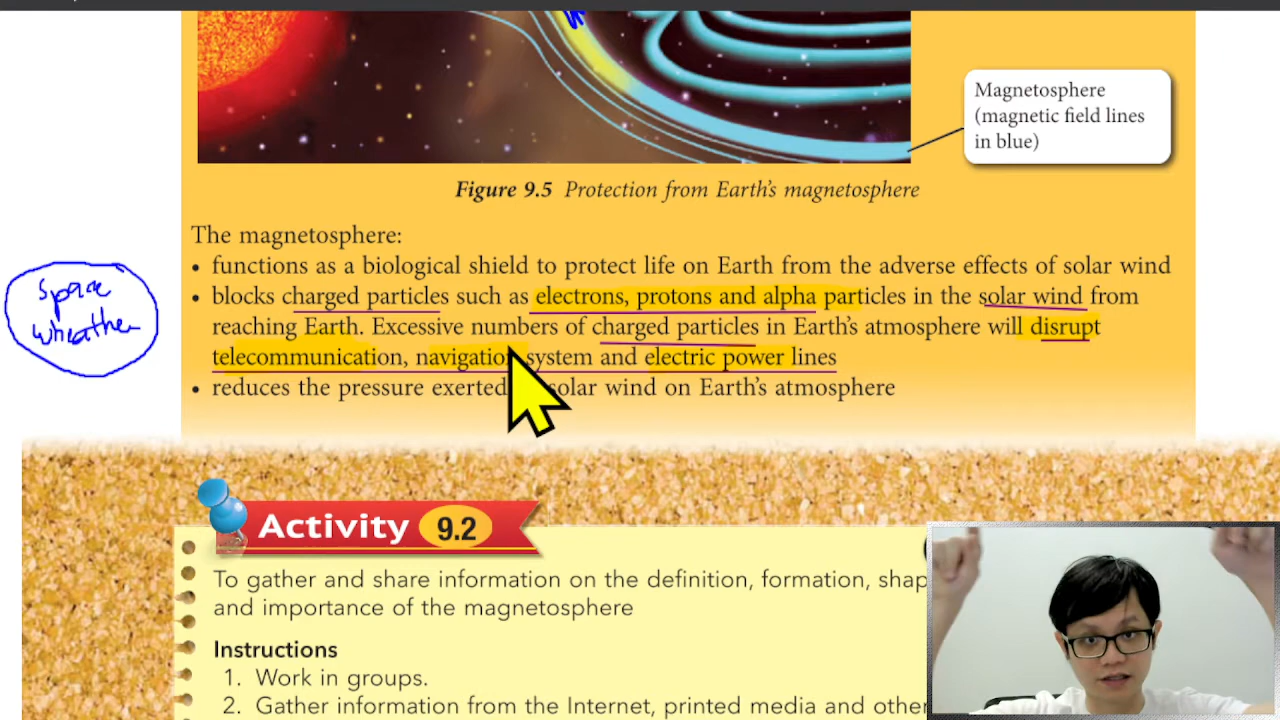 Magnetosphere
(magnetic field lines
in blue)
Figure 9.5 Protection from Earth's magnetosphere
The magnetosphere:
• functions as a biological shield to protect life on Earth from the adverse effects of solar wind
• blocks charged particles such as electrons, protons and alpha particles in the solar wind from
reaching Earth. Excessive numbers of charged particles in Earth's atmosphere will disrupt
telecommunication, navigation system and electric power lines
• reduces the pressure exerted solar wind on Earth's atmosphere
Space
wheather
Activity 9.2
To gather and share information on the definition, formation, shap
and importance of the magnetosphere
Instructions
1. Work in groups.
2. Gather information from the Internet, printed media and other